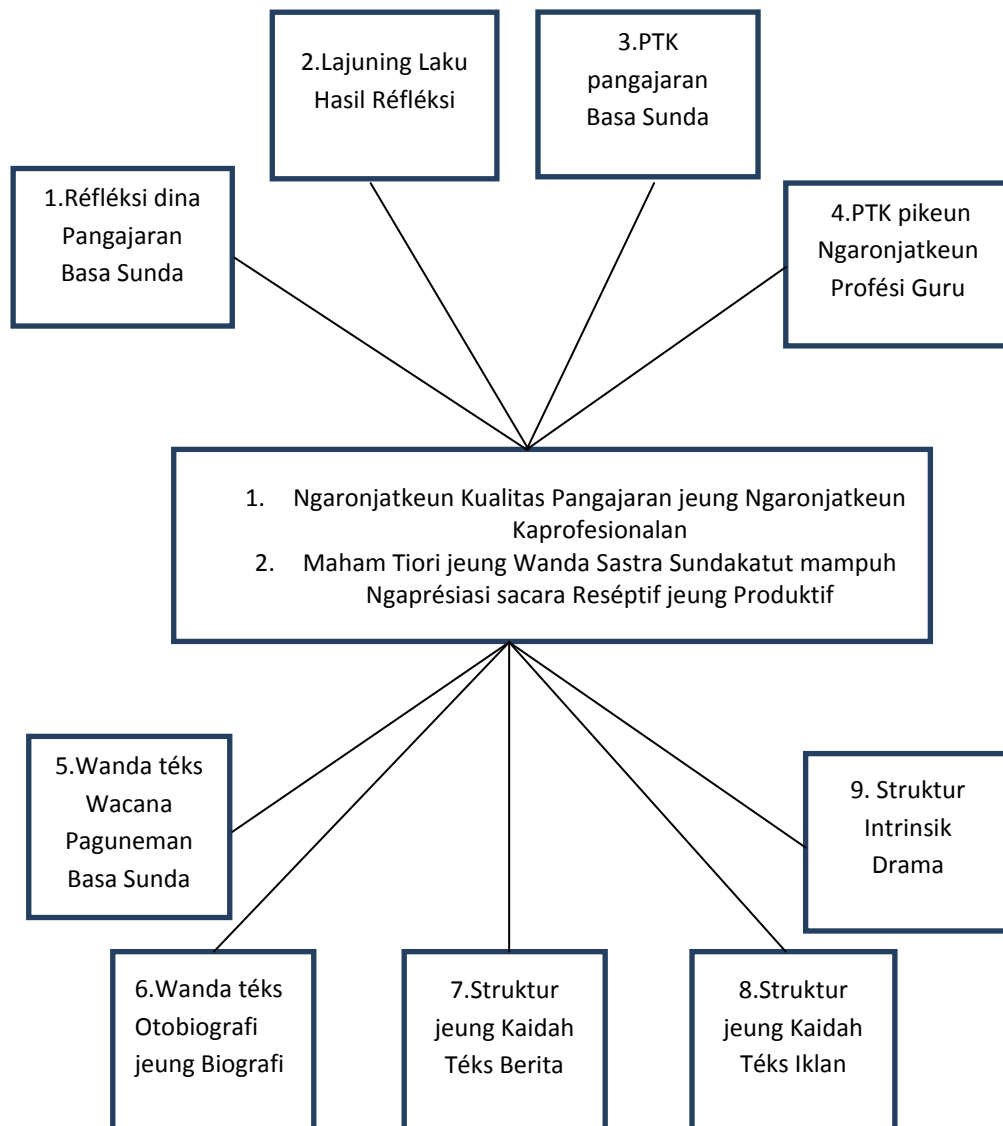 1.Réfléksi dina
Pangajaran
Basa Sunda
2.Lajuning Laku
Hasil Réfléksi
3.PTK
pangajaran
Basa Sunda
4.PTK pikeun
Ngaronjatkeun
Profési Guru
1. Ngaronjatkeun Kualitas Pangajaran jeung Ngaronjatkeun
Kaprofesionalan
2. Maham Tiori jeung Wanda Sastra Sundakatut mampuh
Ngaprésiasi sacara Reséptif jeung Produktif
5.Wanda téks
Wacana
Paguneman
Basa Sunda
6.Wanda téks
Otobiografi
jeung Biografi
7.Struktur
jeung Kaidah
Téks Berita
8.Struktur
jeung Kaidah
Téks Iklan
9. Struktur
Intrinsik
Drama